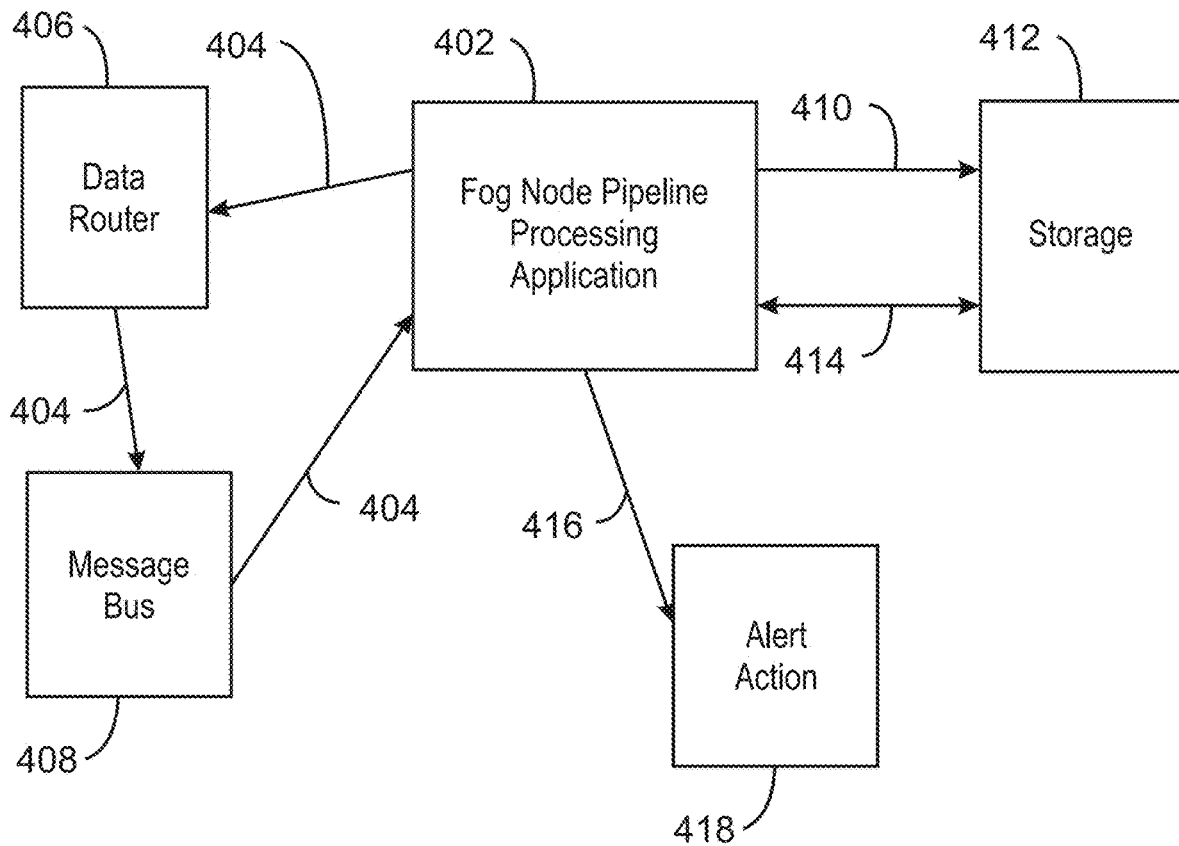 406
404
402
412
410
Data
Router
Fog Node Pipeline
Processing
Application
Storage
414
404
404
416
Message
Bus
Alert
Action
408
418